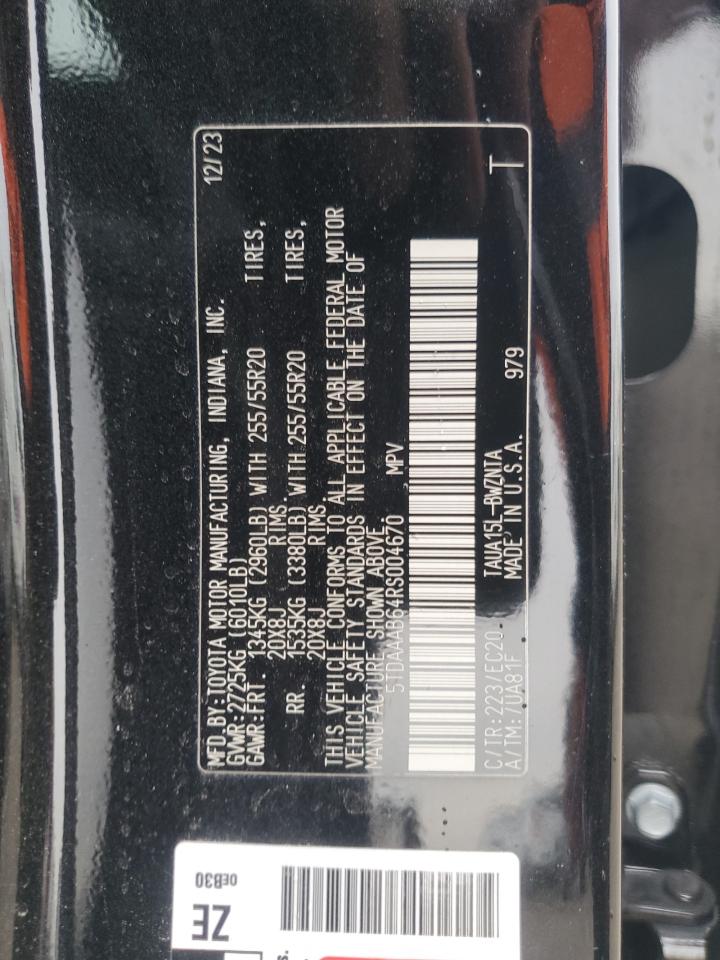 12/23
MFD.BY:TOYOTA MOTOR MANUFACTURING, INDIANA, INC.
GVWR:2725KG (6010LB)
GAWR:FRT. 1345KG (2960LB) WITH 255/55R20 TIRES,
20X8J RIMS
RR. 1535KG (3380LB) WITH 255/55R20 TIRES,
20X8J RIMS
THIS VEHICLE CONFORMS TO ALL APPLICABLE FEDERAL MOTOR
VEHICLE SAFETY STANDARDS IN EFFECT ON THE DATE OF
MANUFACTURE SHOWN ABOVE.
5TDAAAB64RS004670 ,MPV
C/TR:223/EC20 TAUA15L-BWZNTA T
A/TM:-/UA81F MADE IN U.S.A. 979
0EB30
ZE